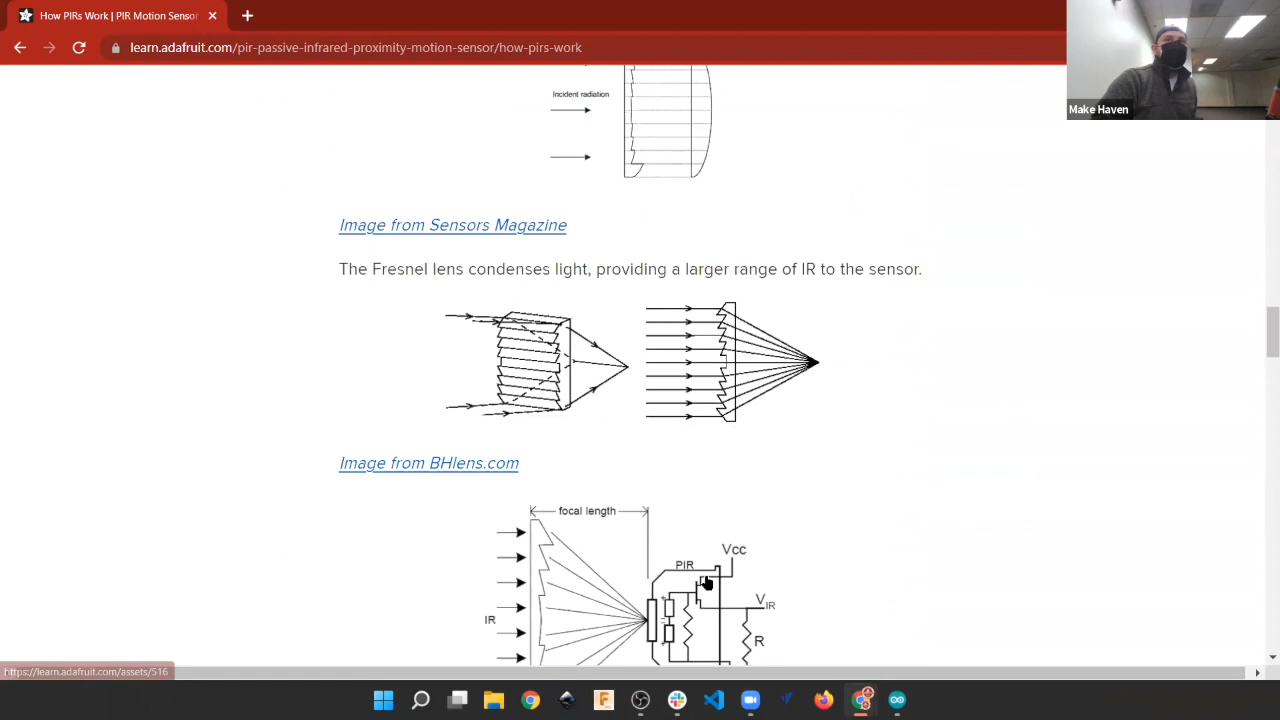 How PIRs Work | PIR Motion Sensor
learn.adafruit.com/pir-passive-infrared-proximity-motion-sensor/how-pirs-work
Make Haven
Incident radiation
Image from Sensors Magazine
The Fresnel lens condenses light, providing a larger range of IR to the sensor.
Image from BHlens.com
focal length
Vcc
PIR
VIR
IR
R
https://learn.adafruit.com/assets/516